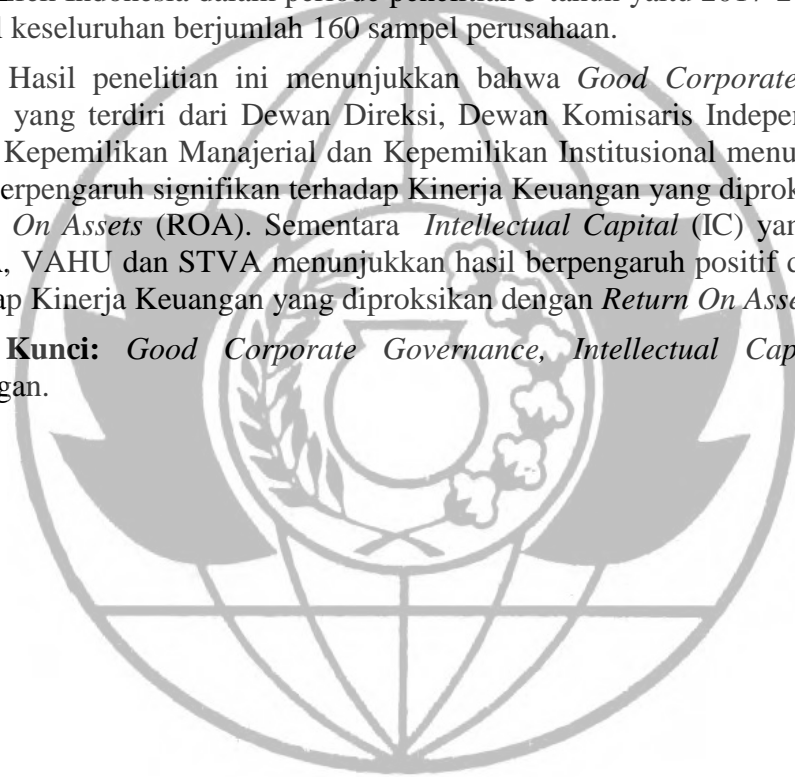 Indonesia dalam periode penelitian 5 tahun yaitu 2017-2
keseluruhan berjumlah 160 sampel perusahaan.
Hasil penelitian ini menunjukkan bahwa Good Corporate
yang terdiri dari Dewan Direksi, Dewan Komisaris Indepe
Kepemilikan Manajerial dan Kepemilikan Institusional menu
erpengaruh signifikan terhadap Kinerja Keuangan yang diprok
On Assets (ROA). Sementara Intellectual Capital (IC) yan
, VAHU dan STVA menunjukkan hasil berpengaruh positif d
ap Kinerja Keuangan yang diproksikan dengan Return On Asse
Kunci: Good Corporate Governance, Intellectual Cap
gan.